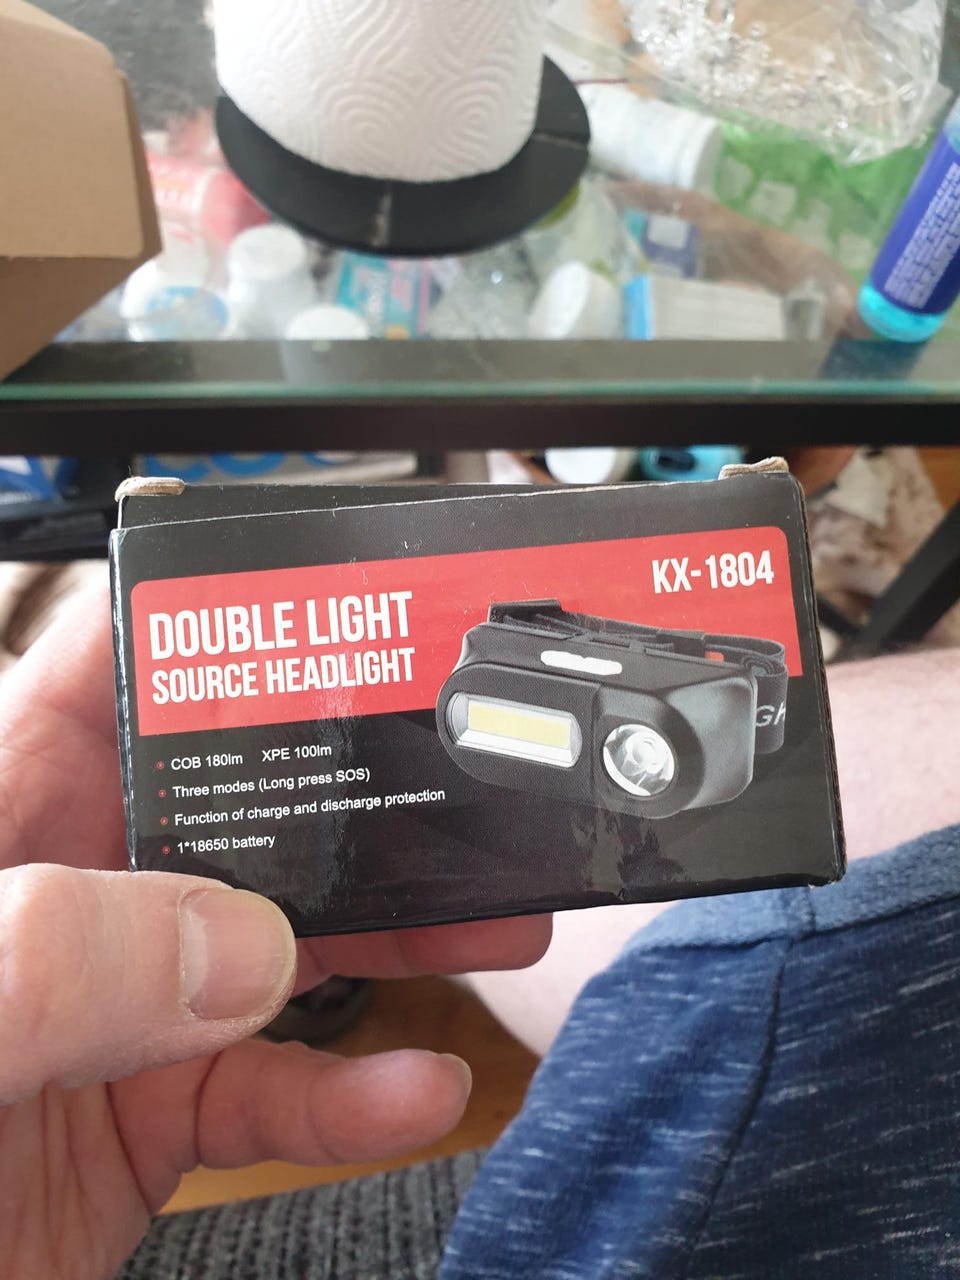 KX-1804
DOUBLE LIGHT
SOURCE HEADLIGHT
COB 180lm XPE 100lm
Three modes (Long press SOS)
Function of charge and discharge protection
1*18650 battery